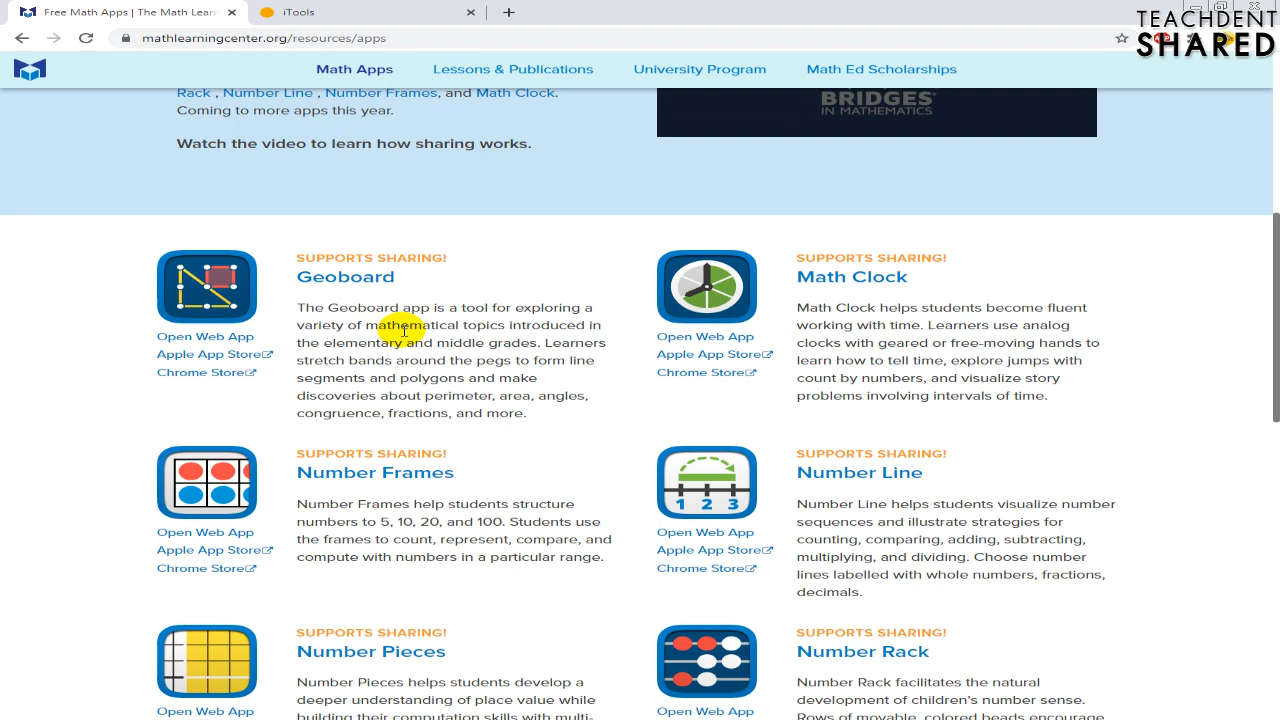 Free Math Apps | The Math Learn
iTools
mathlearningcenter.org/resources/apps
TEACHDENT
SHARED
Math Apps
Lessons & Publications
University Program
Math Ed Scholarships
Rack , Number Line , Number Frames, and Math Clock.
Coming to more apps this year.
Watch the video to learn how sharing works.
BRIDGES
IN MATHEMATICS
SUPPORTS SHARING!
Geoboard
The Geoboard app is a tool for exploring a
variety of mathematical topics introduced in
the elementary and middle grades. Learners
stretch bands around the pegs to form line
segments and polygons and make
discoveries about perimeter, area, angles,
congruence, fractions, and more.
Open Web App
Apple App Store
Chrome Store
SUPPORTS SHARING!
Math Clock
Math Clock helps students become fluent
working with time. Learners use analog
clocks with geared or free-moving hands to
learn how to tell time, explore jumps with
count by numbers, and visualize story
problems involving intervals of time.
Open Web App
Apple App Store
Chrome Store
SUPPORTS SHARING!
Number Frames
Number Frames help students structure
numbers to 5, 10, 20, and 100. Students use
the frames to count, represent, compare, and
compute with numbers in a particular range.
Open Web App
Apple App Store
Chrome Store
SUPPORTS SHARING!
Number Line
1 2 3
Number Line helps students visualize number
sequences and illustrate strategies for
counting, comparing, adding, subtracting,
multiplying, and dividing. Choose number
lines labelled with whole numbers, fractions,
decimals.
Open Web App
Apple App Store
Chrome Store
SUPPORTS SHARING!
Number Pieces
Number Pieces helps students develop a
deeper understanding of place value while
building their computation skills with multi-
Open Web App
SUPPORTS SHARING!
Number Rack
Number Rack facilitates the natural
development of children's number sense.
Rows of movable, colored beads encourage
Open Web App